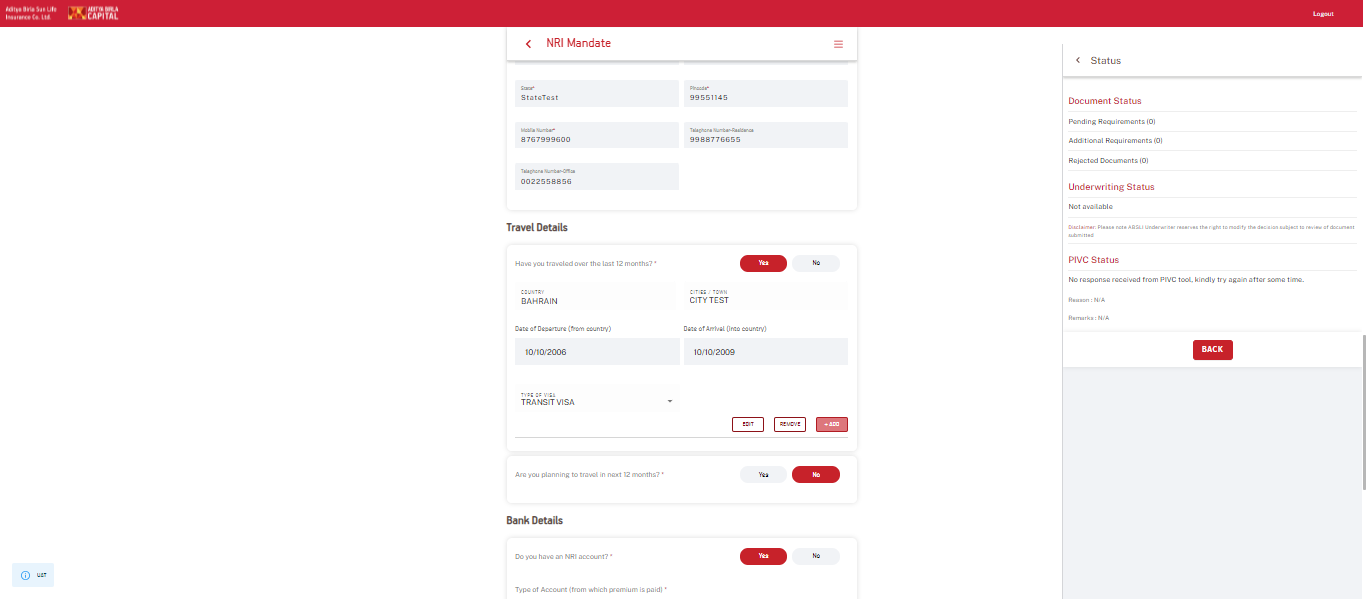 Aditya Birla Sun Life
Insurance Co. Ltd.
ADITYA BIRLA
CAPITAL
Logout
NRI Mandate
State*
StateTest
Pincode*
99551145
Mobile Number*
8767999600
Telephone Number-Residence
9988776655
Telephone Number-Office
0022558856
Travel Details
Have you traveled over the last 12 months? *
Yes
No
COUNTRY
BAHRAIN
CITIES / TOWN
CITY TEST
Date of Departure (from country)
Date of Arrival (into country)
10/10/2006
10/10/2009
TYPE OF VISA
TRANSIT VISA
EDIT
REMOVE
+ ADD
Are you planning to travel in next 12 months? *
Yes
No
Bank Details
Do you have an NRI account? *
Yes
No
Type of Account (from which premium is paid) *
UAT
Status
Document Status
Pending Requirements (0)
Additional Requirements (0)
Rejected Documents (0)
Underwriting Status
Not available
Disclaimer: Please note ABSLI Underwriter reserves the right to modify the decision subject to review of document
submitted
PIVC Status
No response received from PIVC tool, kindly try again after some time.
Reason : N/A
Remarks : N/A
BACK